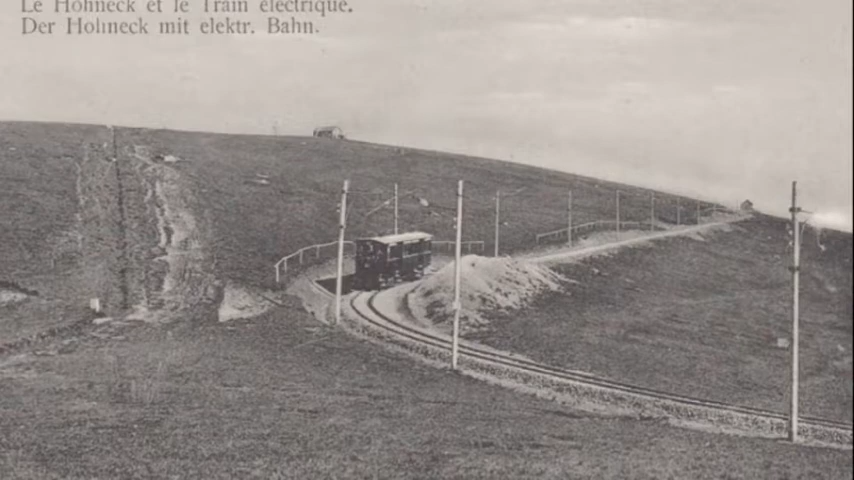 Le Hohneck et le Train électrique.
Der Hohneck mit elektr. Bahn.